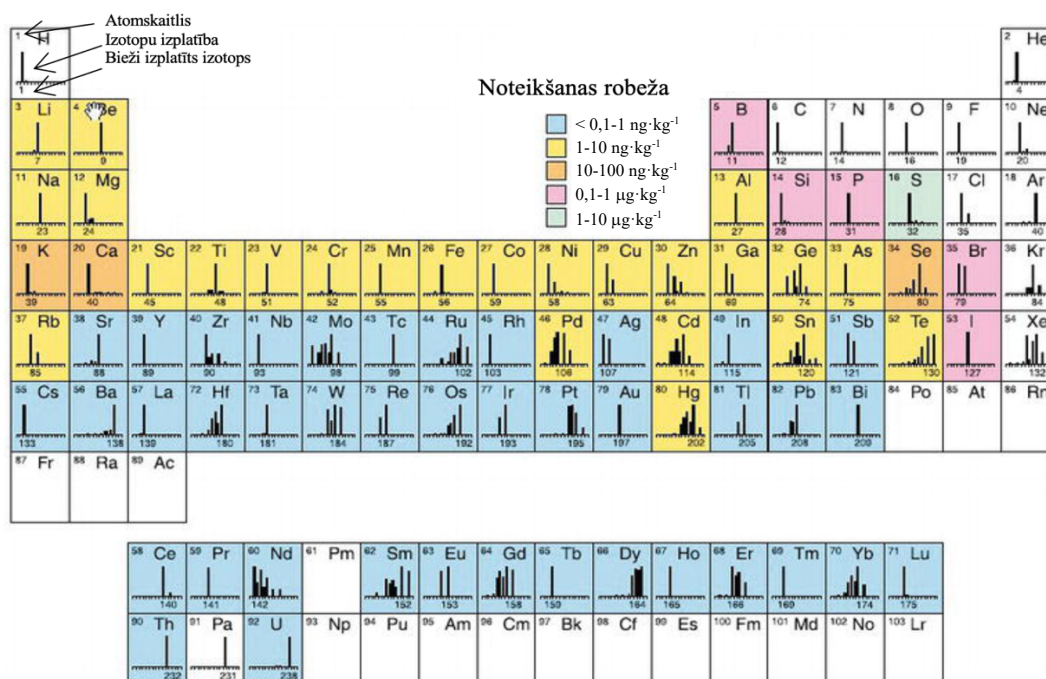 Atomskaitlis
Izotopu izplatība
Bieži izplatīts izotops
1 H 2 He
1 4
Noteikšanas robeža
< 0,1-1 ng·kg⁻¹
1-10 ng·kg⁻¹
10-100 ng·kg⁻¹
0,1-1 µg·kg⁻¹
1-10 µg·kg⁻¹
3 Li 4 Be 5 B 6 C 7 N 8 O 9 F 10 Ne
7 9 11 12 14 16 19 20
11 Na 12 Mg 13 Al 14 Si 15 P 16 S 17 Cl 18 Ar
23 24 27 28 31 32 35 40
19 K 20 Ca 21 Sc 22 Ti 23 V 24 Cr 25 Mn 26 Fe 27 Co 28 Ni 29 Cu 30 Zn 31 Ga 32 Ge 33 As 34 Se 35 Br 36 Kr
39 40 45 48 51 52 55 56 59 58 63 64 69 74 75 80 79 84
37 Rb 38 Sr 39 Y 40 Zr 41 Nb 42 Mo 43 Tc 44 Ru 45 Rh 46 Pd 47 Ag 48 Cd 49 In 50 Sn 51 Sb 52 Te 53 I 54 Xe
85 88 89 90 93 98 99 102 103 106 107 114 115 120 121 130 127 132
55 Cs 56 Ba 57 La 72 Hf 73 Ta 74 W 75 Re 76 Os 77 Ir 78 Pt 79 Au 80 Hg 81 Tl 82 Pb 83 Bi 84 Po 85 At 86 Rn
133 138 139 180 181 184 187 192 193 195 197 202 205 208 209
87 Fr 88 Ra 89 Ac
58 Ce 59 Pr 60 Nd 61 Pm 62 Sm 63 Eu 64 Gd 65 Tb 66 Dy 67 Ho 68 Er 69 Tm 70 Yb 71 Lu
140 141 142 152 153 158 159 164 165 166 169 174 175
90 Th 91 Pa 92 U 93 Np 94 Pu 95 Am 96 Cm 97 Bk 98 Cf 99 Es 100 Fm 101 Md 102 No 103 Lr
232 231 238